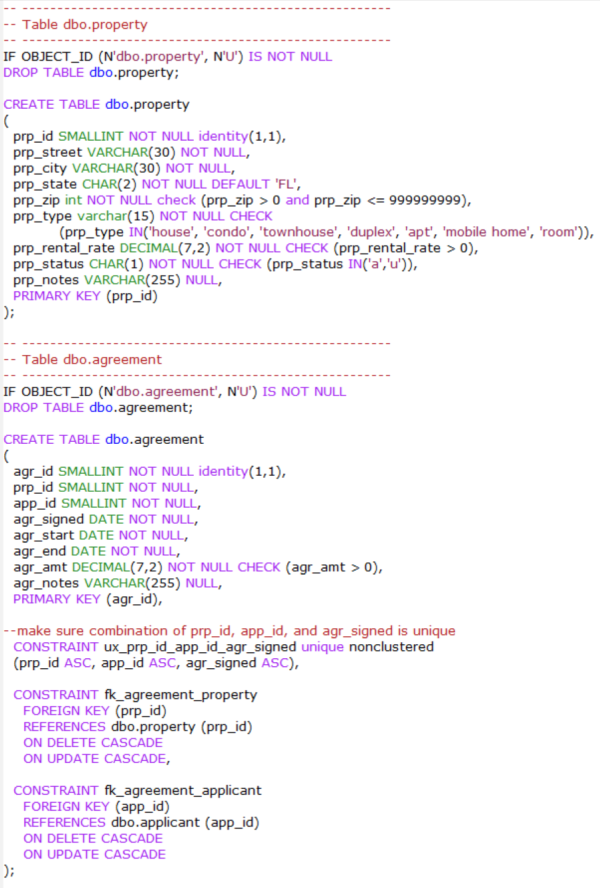 -- -----------------------------------------------------
-- Table dbo.property
-- -----------------------------------------------------
IF OBJECT_ID (N'dbo.property', N'U') IS NOT NULL
DROP TABLE dbo.property;

CREATE TABLE dbo.property
(
  prp_id SMALLINT NOT NULL identity(1,1),
  prp_street VARCHAR(30) NOT NULL,
  prp_city VARCHAR(30) NOT NULL,
  prp_state CHAR(2) NOT NULL DEFAULT 'FL',
  prp_zip int NOT NULL check (prp_zip > 0 and prp_zip <= 999999999),
  prp_type varchar(15) NOT NULL CHECK
          (prp_type IN('house', 'condo', 'townhouse', 'duplex', 'apt', 'mobile home', 'room')),
  prp_rental_rate DECIMAL(7,2) NOT NULL CHECK (prp_rental_rate > 0),
  prp_status CHAR(1) NOT NULL CHECK (prp_status IN('a','u')),
  prp_notes VARCHAR(255) NULL,
  PRIMARY KEY (prp_id)
);

-- -----------------------------------------------------
-- Table dbo.agreement
-- -----------------------------------------------------
IF OBJECT_ID (N'dbo.agreement', N'U') IS NOT NULL
DROP TABLE dbo.agreement;

CREATE TABLE dbo.agreement
(
  agr_id SMALLINT NOT NULL identity(1,1),
  prp_id SMALLINT NOT NULL,
  app_id SMALLINT NOT NULL,
  agr_signed DATE NOT NULL,
  agr_start DATE NOT NULL,
  agr_end DATE NOT NULL,
  agr_amt DECIMAL(7,2) NOT NULL CHECK (agr_amt > 0),
  agr_notes VARCHAR(255) NULL,
  PRIMARY KEY (agr_id),

--make sure combination of prp_id, app_id, and agr_signed is unique
  CONSTRAINT ux_prp_id_app_id_agr_signed unique nonclustered
  (prp_id ASC, app_id ASC, agr_signed ASC),

  CONSTRAINT fk_agreement_property
    FOREIGN KEY (prp_id)
    REFERENCES dbo.property (prp_id)
    ON DELETE CASCADE
    ON UPDATE CASCADE,

  CONSTRAINT fk_agreement_applicant
    FOREIGN KEY (app_id)
    REFERENCES dbo.applicant (app_id)
    ON DELETE CASCADE
    ON UPDATE CASCADE
);